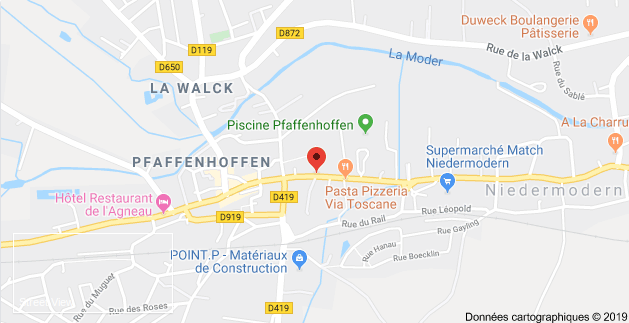 Duweck Boulangerie
Pâtisserie
D872
D119
Rue de la Walck
La Moder
D650
LA WALCK
Rue du Sablé
Piscine Pfaffenhoffen
A La Charru
Supermarché Match
Niedermodern
PFAFFENHOFFEN
Pasta Pizzeria
Via Toscane
Niedermodern
Hôtel Restaurant
de l'Agneau
D419
D919
Rue Léopold
Rue du Rail
Rue Gayling
Rue Hanau
Rue Boecklin
POINT.P - Matériaux
de Construction
Rue du Muguet
Rue des Roses
Street View
D419
Données cartographiques © 2019